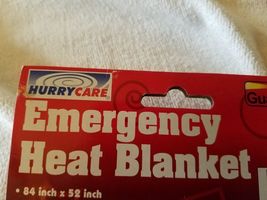 HURRYCARE
Emergency
Heat Blanket
• 84 inch x 52 inch